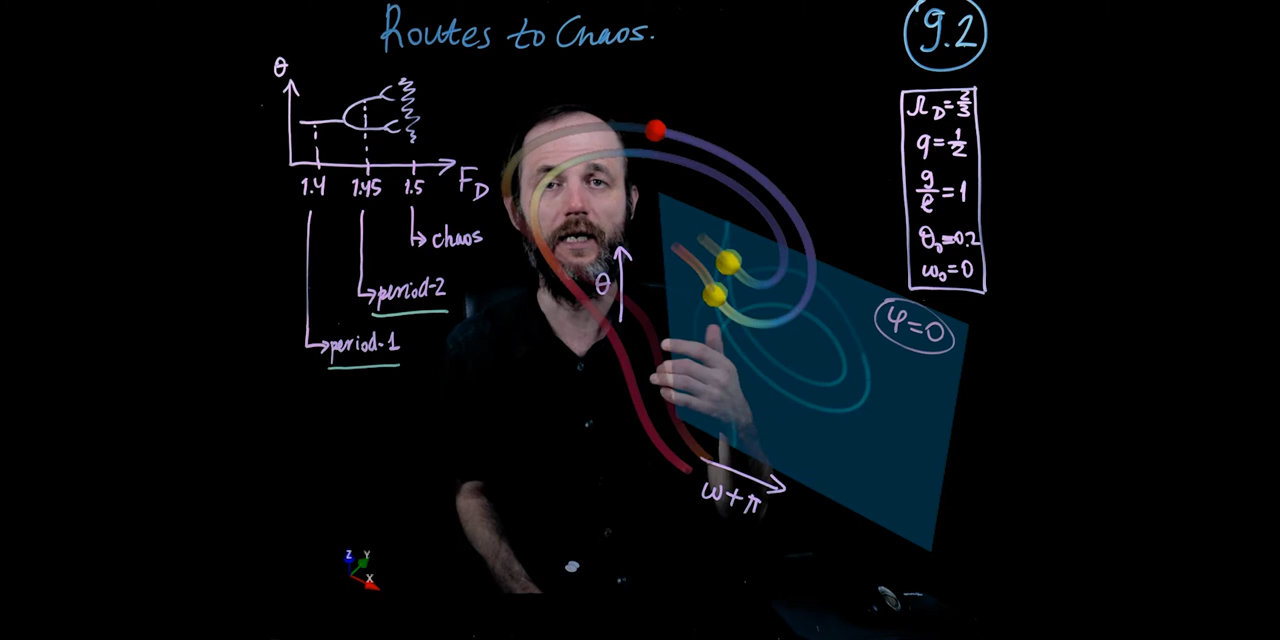 Routes to Chaos.
9.2
θ
1.4 1.45 1.5 F_D
chaos
period-2
period-1
Ω_D=2/3
q=1/2
g/ℓ=1
θ₀=0.2
ω₀=0
φ=0
θ
ω+π
Z Y
X